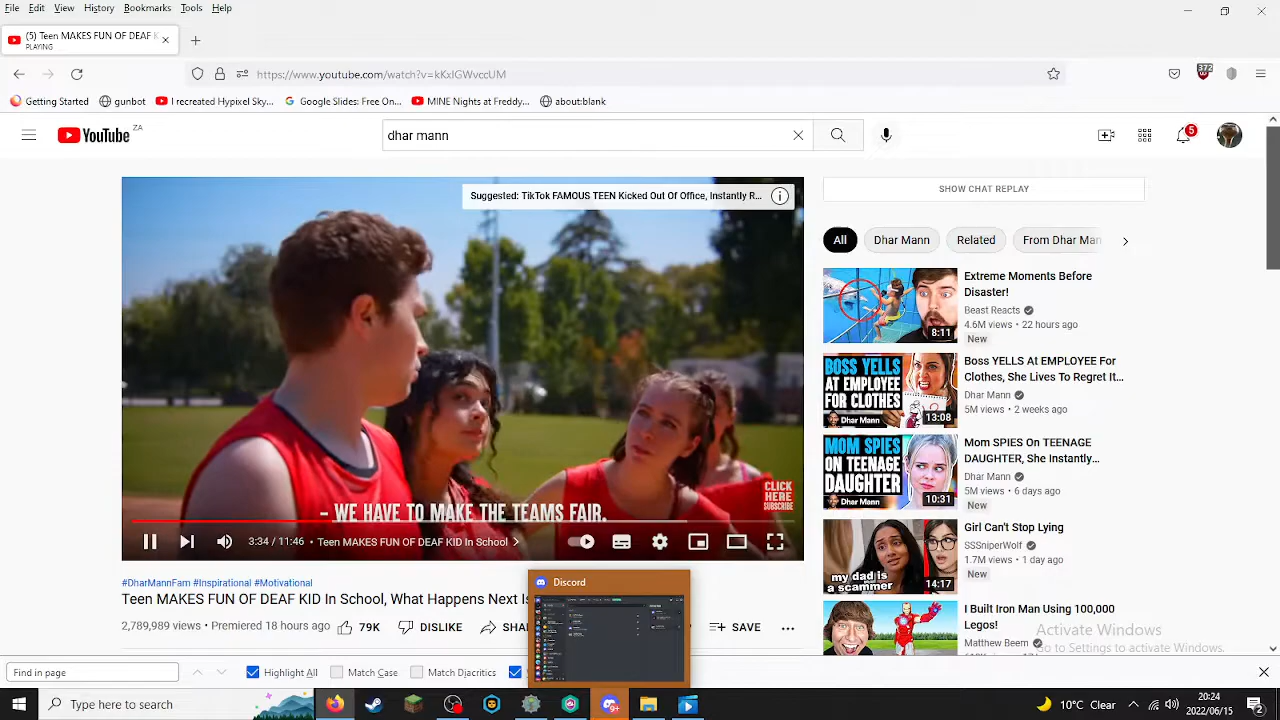 File Edit View History Bookmarks Tools Help
(5) Teen MAKES FUN OF DEAF K
PLAYING
https://www.youtube.com/watch?v=kKxIGWvccUM
372
Getting Started gunbot I recreated Hypixel Sky... Google Slides: Free On... MINE Nights at Freddy... about:blank
YouTube ZA
dhar mann
5
Suggested: TikTok FAMOUS TEEN Kicked Out Of Office, Instantly R...
- WE HAVE TO MAKE THE TEAMS FAIR.
CLICK
HERE
SUBSCRIBE
3:34 / 11:46 • Teen MAKES FUN OF DEAF KID In School
#DharMannFam #Inspirational #Motivational
MAKES FUN OF DEAF KID In School, What Happens Next Is
2,789,989 views • Premiered 18 hours ago
79K
DISLIKE
SHA
SAVE
SHOW CHAT REPLAY
All Dhar Mann Related From Dhar Man
Extreme Moments Before
Disaster!
Beast Reacts
4.6M views • 22 hours ago
New
8:11
BOSS YELLS
AT EMPLOYEE
FOR CLOTHES
Dhar Mann
13:08
Boss YELLS At EMPLOYEE For
Clothes, She Lives To Regret It...
Dhar Mann
5M views • 2 weeks ago
MOM SPIES
ON TEENAGE
DAUGHTER
Dhar Mann
10:31
Mom SPIES On TEENAGE
DAUGHTER, She Instantly...
Dhar Mann
5M views • 6 days ago
New
my dad is
a scammer
14:17
Girl Can't Stop Lying
SSSniperWolf
1.7M views • 1 day ago
New
I Built Iron Man Using 100,000
Legos!
Matthew Beem
Activate Windows
Go to Settings to activate Windows.
Discord
Find in page
Highlight All Match Case Match Diacritics
Type here to search
10°C Clear
20:24
2022/06/15
2